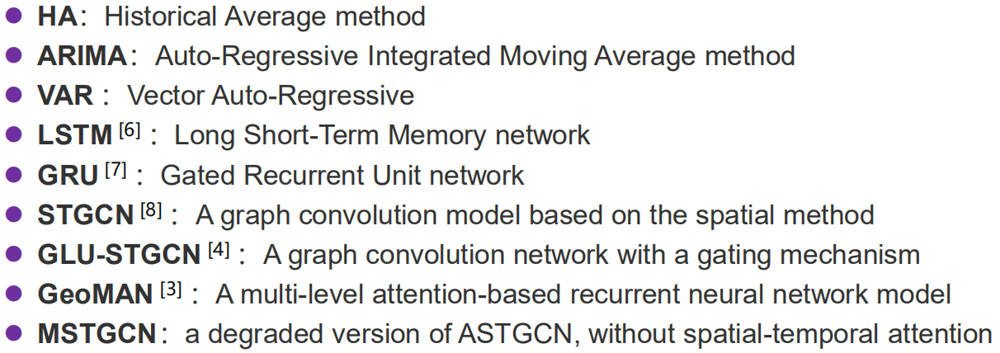 ● HA： Historical Average method
● ARIMA： Auto-Regressive Integrated Moving Average method
● VAR ： Vector Auto-Regressive
● LSTM [6] ： Long Short-Term Memory network
● GRU [7] ： Gated Recurrent Unit network
● STGCN [8] ： A graph convolution model based on the spatial method
● GLU-STGCN [4] ： A graph convolution network with a gating mechanism
● GeoMAN [3] ： A multi-level attention-based recurrent neural network model
● MSTGCN： a degraded version of ASTGCN, without spatial-temporal attention